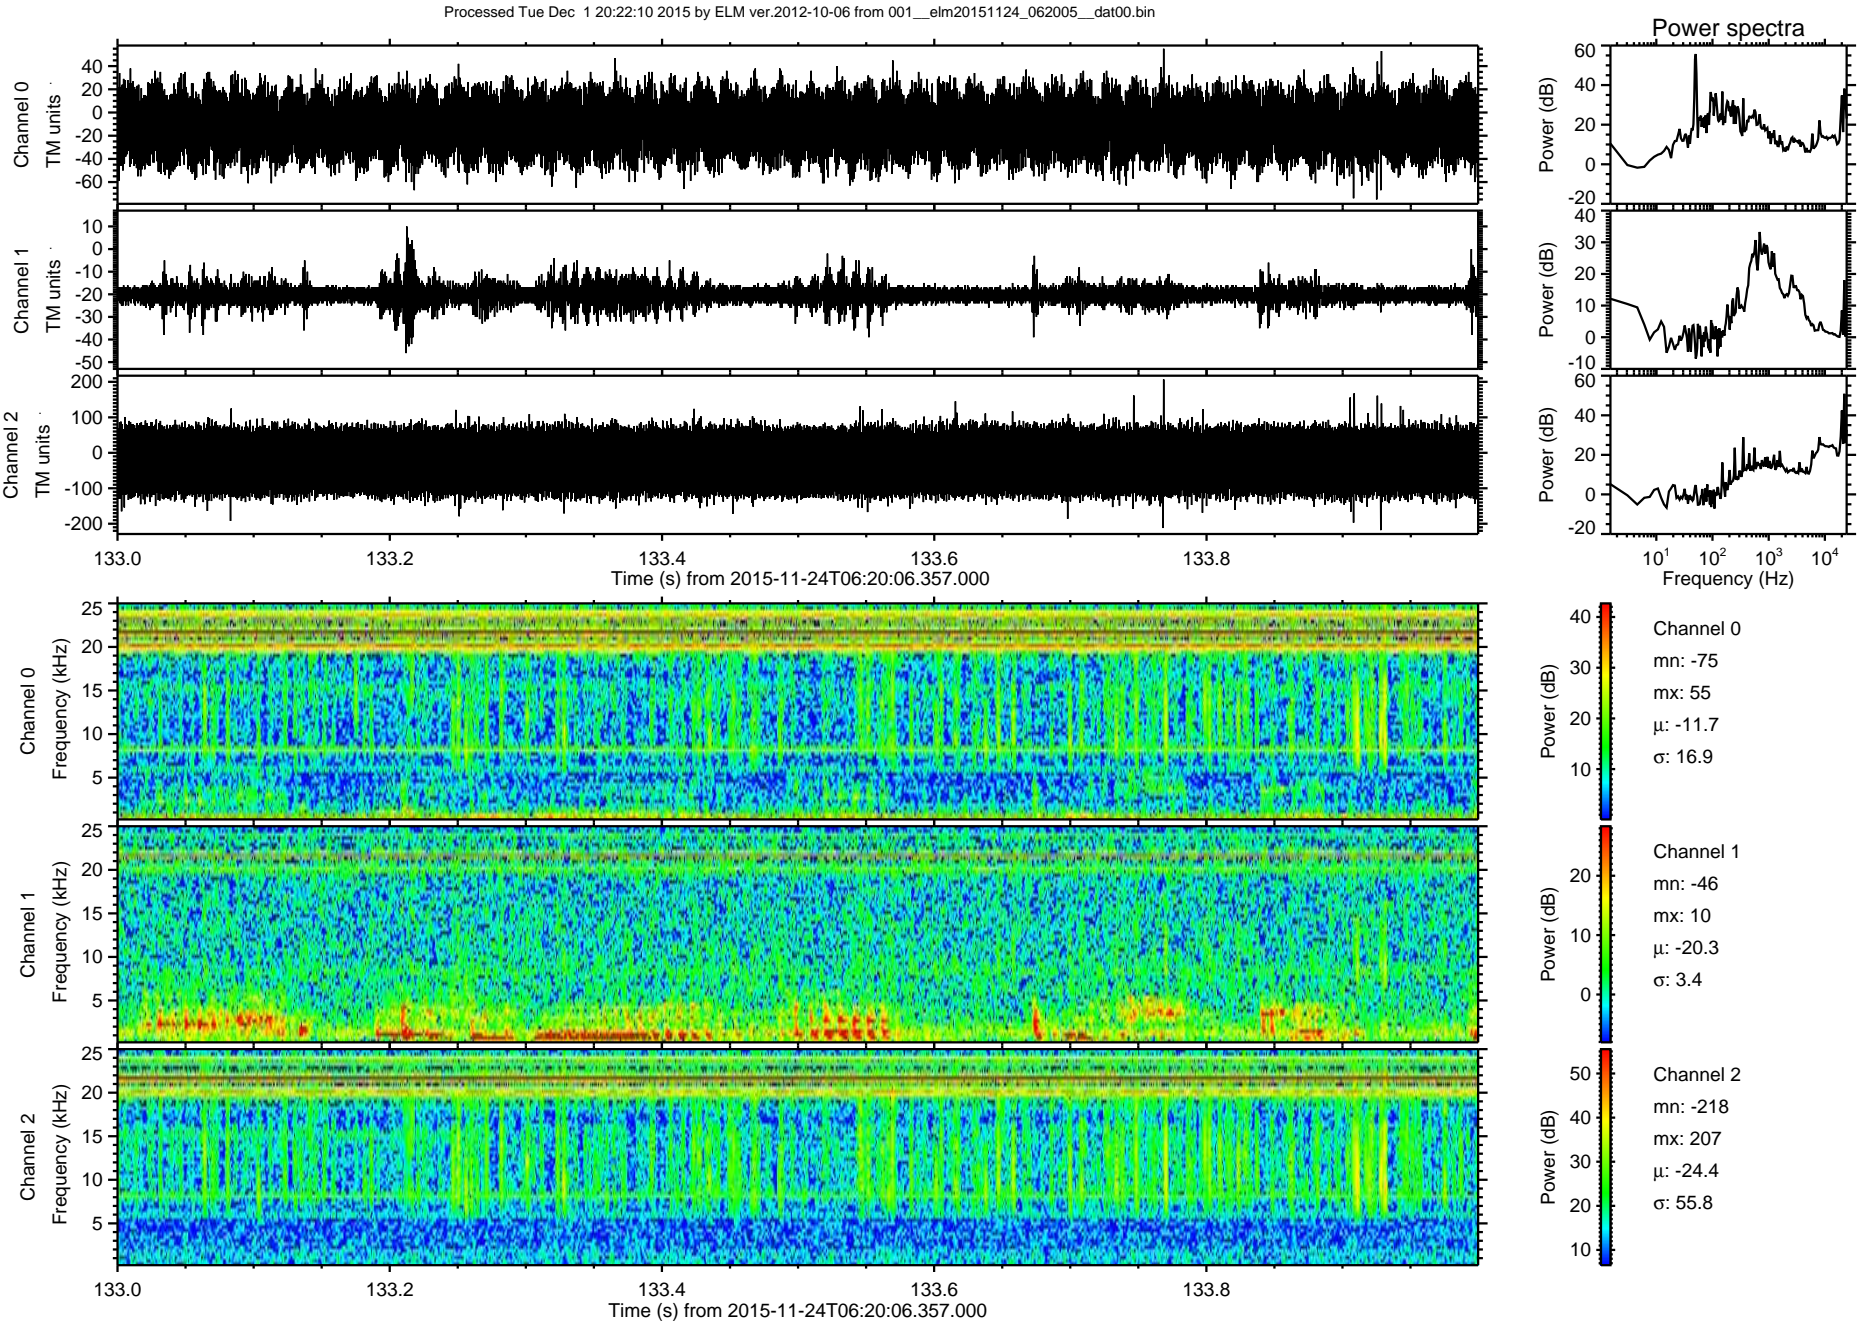 Processed Tue Dec  1 20:22:10 2015 by ELM ver.2012-10-06 from 001__elm20151124_062005__dat00.bin
Power spectra
Channel 0
TM units
40
20
0
-20
-40
-60
Power (dB)
60
40
20
0
-20
Channel 1
TM units
10
0
-10
-20
-30
-40
-50
Power (dB)
40
30
20
10
0
-10
Channel 2
TM units
200
100
0
-100
-200
Power (dB)
60
40
20
0
-20
133.0 133.2 133.4 133.6 133.8
Time (s) from 2015-11-24T06:20:06.357.000
10^1 10^2 10^3 10^4
Frequency (Hz)
Channel 0
Frequency (kHz)
25
20
15
10
5
Power (dB)
40
30
20
10
Channel 0
mn: -75
mx: 55
μ: -11.7
σ: 16.9
Channel 1
Frequency (kHz)
25
20
15
10
5
Power (dB)
20
10
0
Channel 1
mn: -46
mx: 10
μ: -20.3
σ: 3.4
Channel 2
Frequency (kHz)
25
20
15
10
5
Power (dB)
50
40
30
20
10
Channel 2
mn: -218
mx: 207
μ: -24.4
σ: 55.8
133.0 133.2 133.4 133.6 133.8
Time (s) from 2015-11-24T06:20:06.357.000